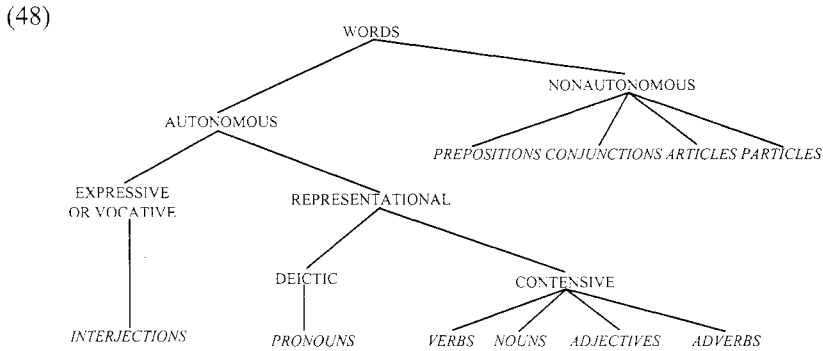 (48)
WORDS
NONAUTONOMOUS
AUTONOMOUS
PREPOSITIONS CONJUNCTIONS ARTICLES PARTICLES
EXPRESSIVE
OR VOCATIVE
REPRESENTATIONAL
DEICTIC
CONTENSIVE
INTERJECTIONS
PRONOUNS
VERBS NOUNS ADJECTIVES ADVERBS